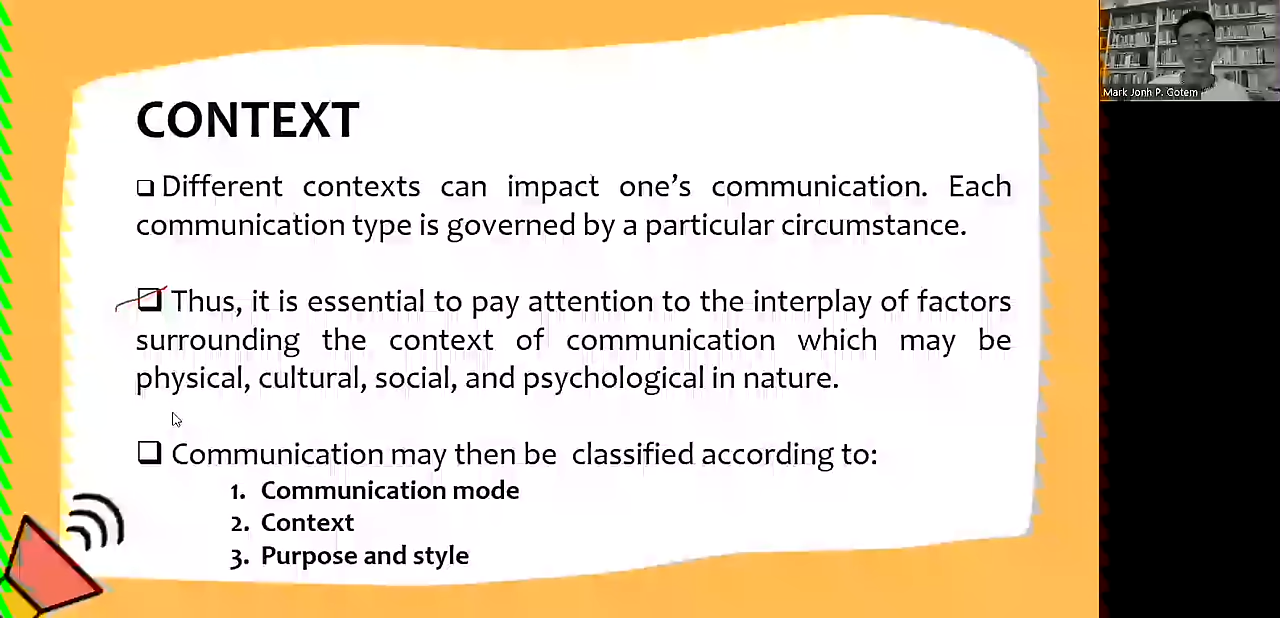 CONTEXT
Different contexts can impact one's communication. Each
communication type is governed by a particular circumstance.
Thus, it is essential to pay attention to the interplay of factors
surrounding the context of communication which may be
physical, cultural, social, and psychological in nature.
Communication may then be classified according to:
1. Communication mode
2. Context
3. Purpose and style
Mark Jonh P. Gotem